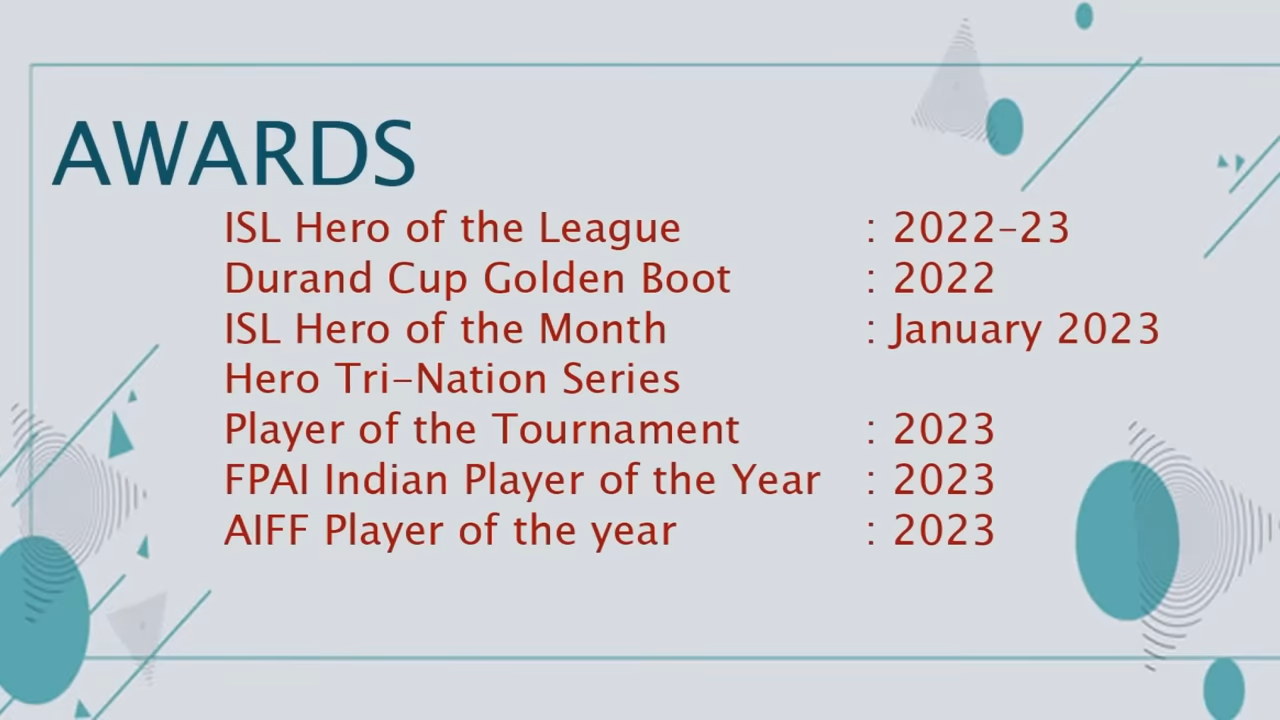 AWARDS
ISL Hero of the League : 2022-23
Durand Cup Golden Boot : 2022
ISL Hero of the Month : January 2023
Hero Tri-Nation Series
Player of the Tournament : 2023
FPAI Indian Player of the Year : 2023
AIFF Player of the year : 2023